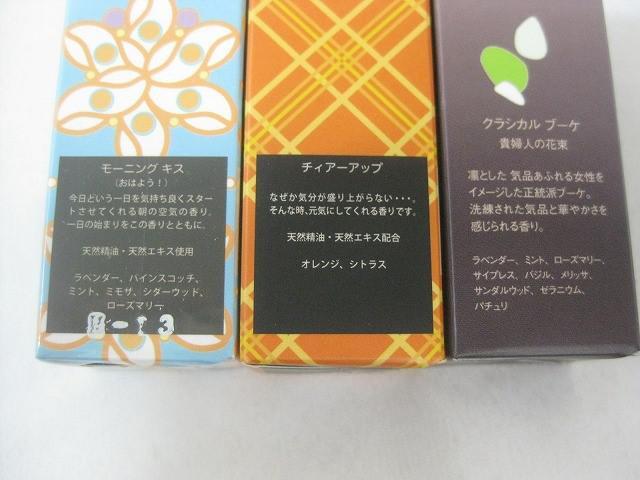 モーニング キス
（おはよう！）
今日という一日を気持ち良くスター
トさせてくれる朝の空気の香り。
一日の始まりをこの香りとともに。
天然精油・天然エキス使用
ラベンダー、パインスコッチ、
ミント、ミモザ、シダーウッド、
ローズマリー
チィアーアップ
なぜか気分が盛り上がらない・・・。
そんな時、元気にしてくれる香りです。
天然精油・天然エキス配合
オレンジ、シトラス
クラシカル ブーケ
貴婦人の花束
凛とした 気品あふれる女性を
イメージした正統派ブーケ。
洗練された気品と華やかさを
感じられる香り。
ラベンダー、ミント、ローズマリー、
サイプレス、バジル、メリッサ、
サンダルウッド、ゼラニウム、
パチュリ